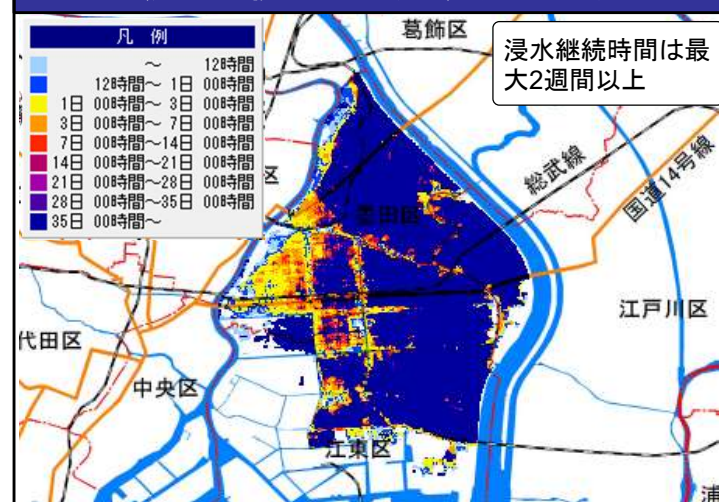 凡 例
～ 12時間
12時間～ 1日 00時間
1日 00時間～ 3日 00時間
3日 00時間～ 7日 00時間
7日 00時間～14日 00時間
14日 00時間～21日 00時間
21日 00時間～28日 00時間
28日 00時間～35日 00時間
35日 00時間～
葛飾区
浸水継続時間は最
大2週間以上
区
総武線
国道14号線
墨田区
江戸川区
代田区
中央区
江東区
浦